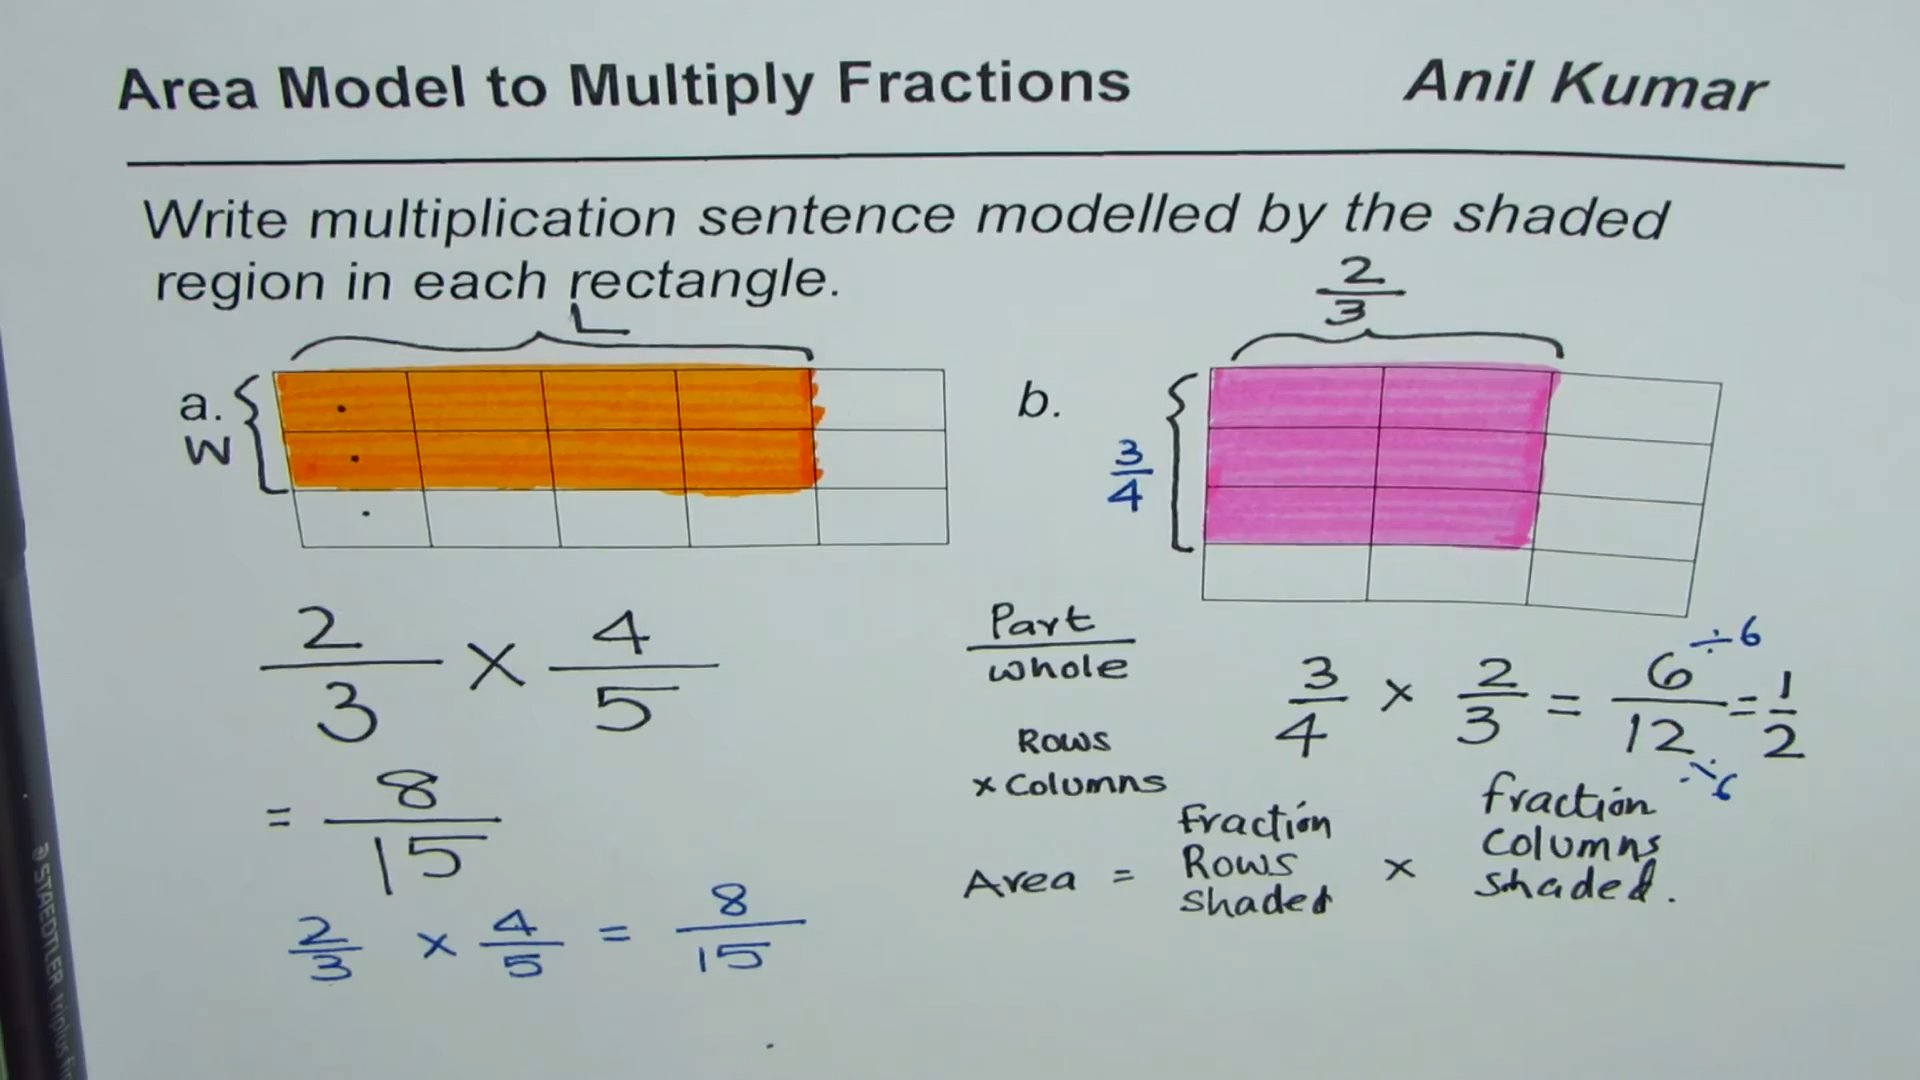 Area Model to Multiply Fractions
Anil Kumar
Write multiplication sentence modelled by the shaded
region in each rectangle.
L
a.
W
2/3 × 4/5
= 8/15
2/3 × 4/5 = 8/15
b.
2/3
3/4
Part/whole
Rows
× Columns
3/4 × 2/3 = 6/12 = 1/2
÷6
÷6
Area = Fraction Rows Shaded × fraction columns shaded.
STAEDTLER triplus